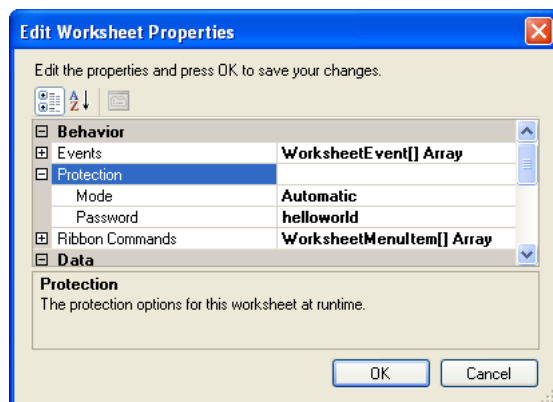 Edit Worksheet Properties
Edit the properties and press OK to save your changes.
Behavior
Events WorksheetEvent[] Array
Protection
Mode Automatic
Password helloworld
Ribbon Commands WorksheetMenuItem[] Array
Data
Protection
The protection options for this worksheet at runtime.
OK Cancel